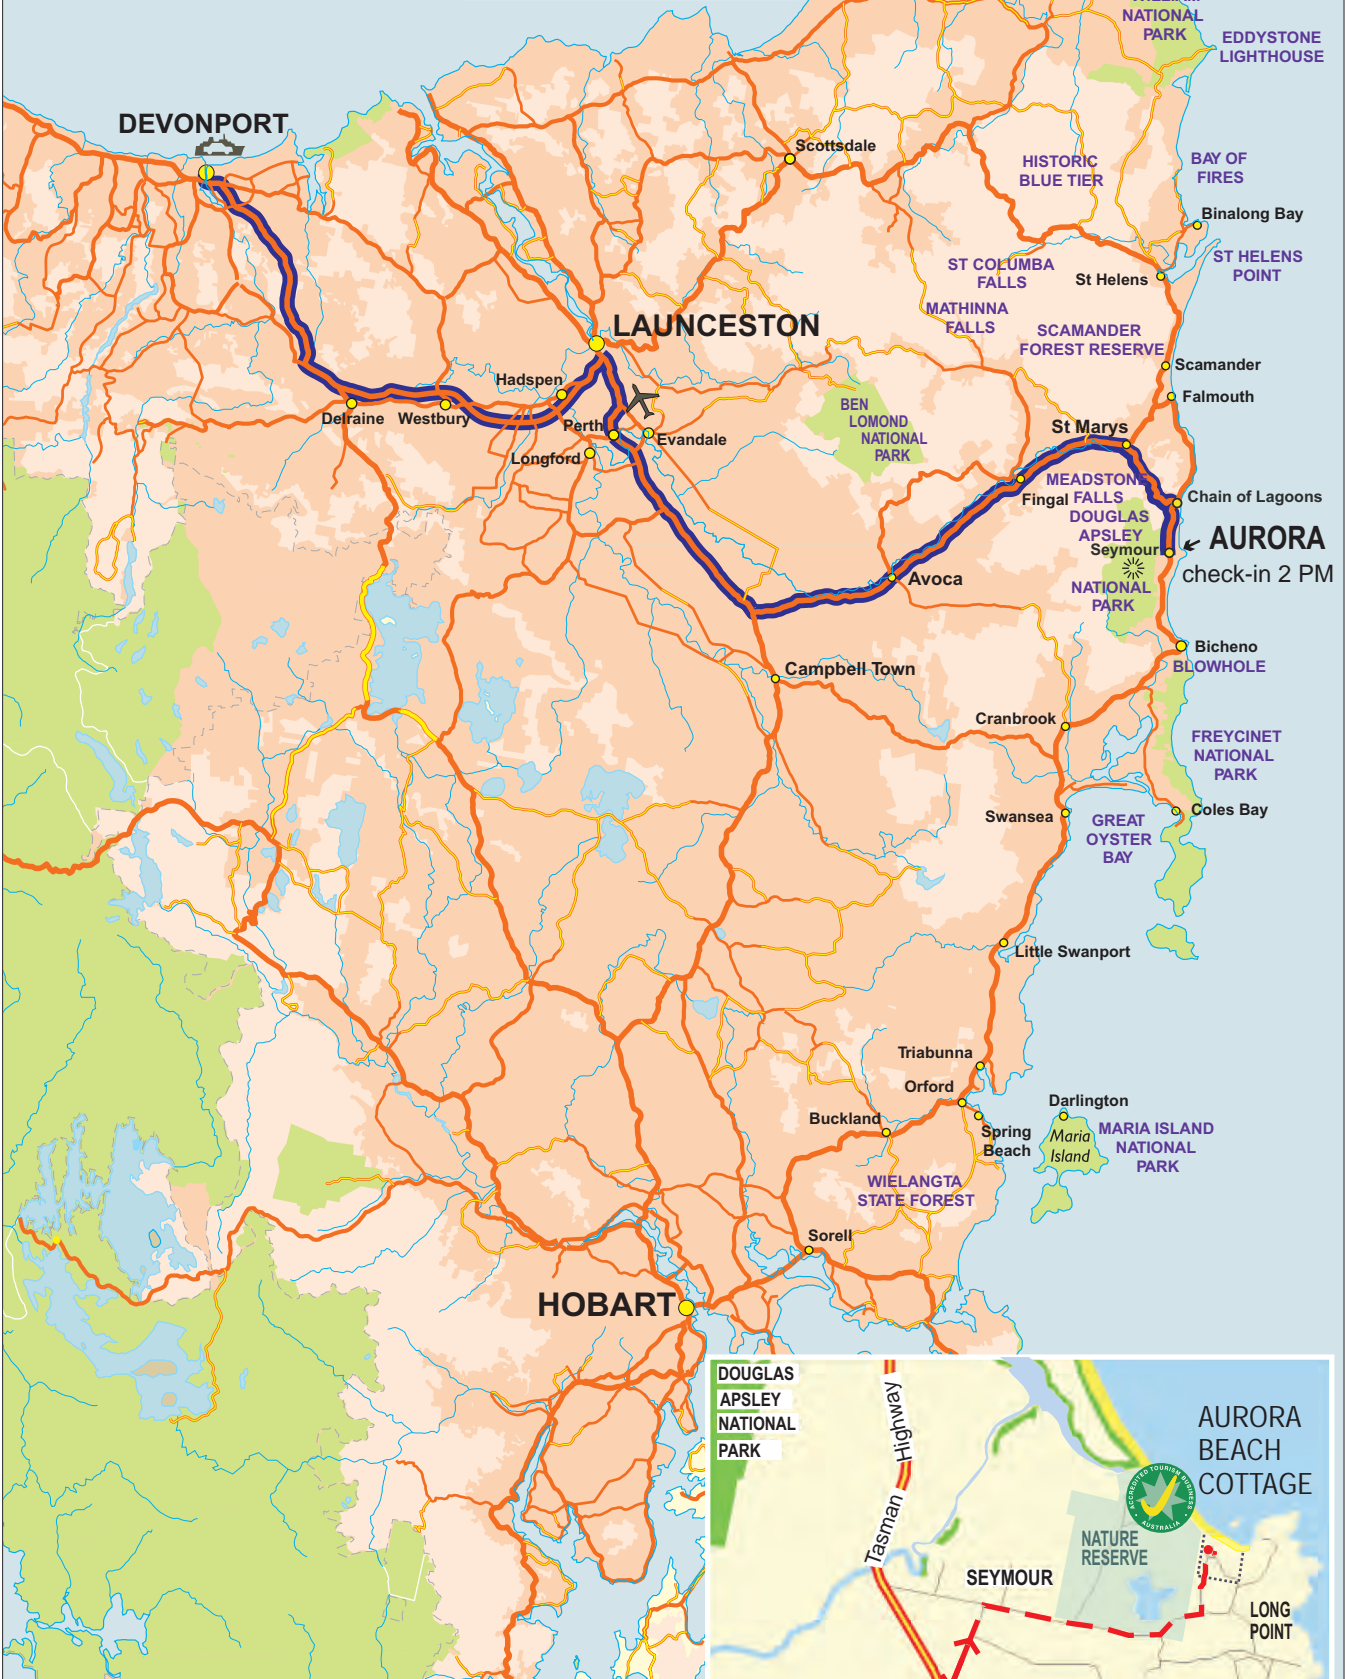 NATIONAL
PARK
EDDYSTONE
LIGHTHOUSE
DEVONPORT
Scottsdale
HISTORIC
BLUE TIER
BAY OF
FIRES
Binalong Bay
ST HELENS
POINT
ST COLUMBA
FALLS
St Helens
MATHINNA
FALLS
LAUNCESTON
SCAMANDER
FOREST RESERVE
Scamander
Hadspen
Falmouth
BEN
LOMOND
NATIONAL
PARK
Delraine
Westbury
Perth
Evandale
St Marys
Longford
MEADSTONE
FALLS
Fingal
Chain of Lagoons
DOUGLAS
APSLEY
Seymour
AURORA
check-in 2 PM
Avoca
NATIONAL
PARK
Bicheno
BLOWHOLE
Campbell Town
Cranbrook
FREYCINET
NATIONAL
PARK
Swansea
GREAT
OYSTER
BAY
Coles Bay
Little Swanport
Triabunna
Orford
Buckland
Spring
Beach
Darlington
Maria
Island
MARIA ISLAND
NATIONAL
PARK
WIELANGTA
STATE FOREST
Sorell
HOBART
DOUGLAS
APSLEY
NATIONAL
PARK
Tasman Highway
AURORA
BEACH
COTTAGE
ACCREDITED TOURISM BUSINESS
AUSTRALIA
NATURE
RESERVE
SEYMOUR
LONG
POINT